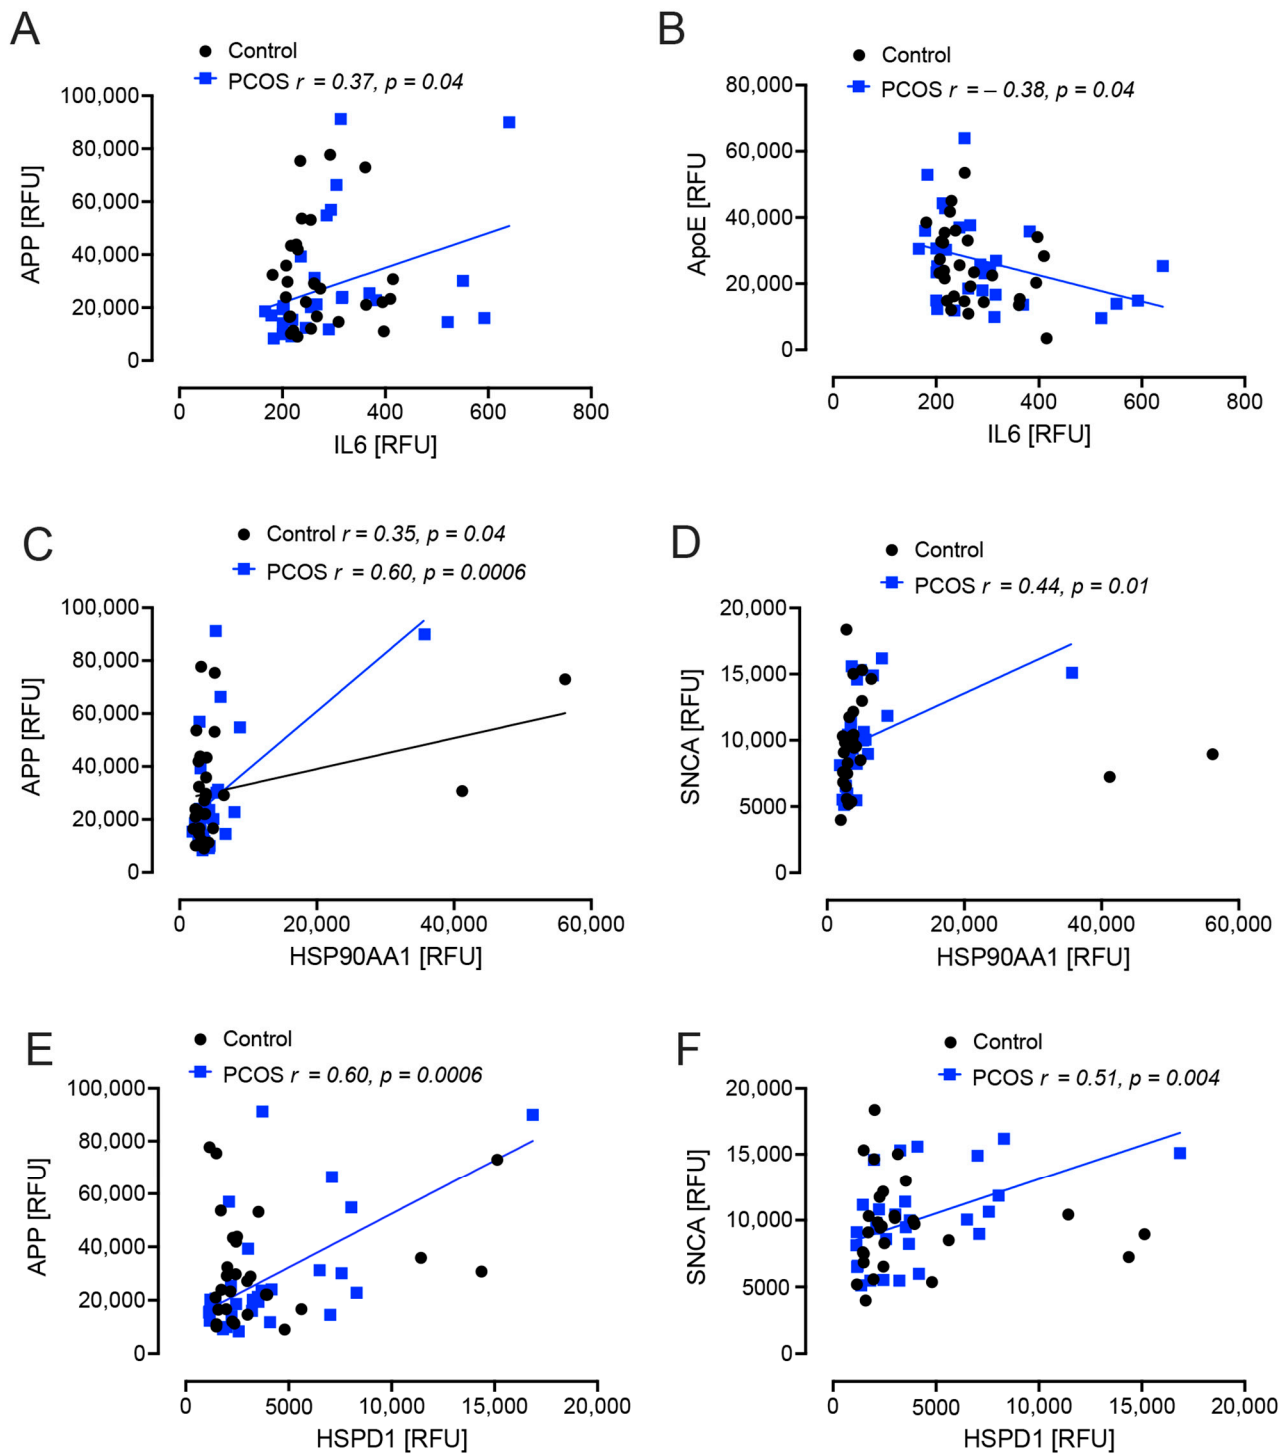 A
Control
PCOS r = 0.37, p = 0.04
100,000
80,000
60,000
40,000
20,000
0
APP [RFU]
0 200 400 600 800
IL6 [RFU]
B
Control
PCOS r = – 0.38, p = 0.04
80,000
60,000
40,000
20,000
0
ApoE [RFU
0 200 400 600 800
IL6 [RFU]
C
Control r = 0.35, p = 0.04
PCOS r = 0.60, p = 0.0006
100,000
80,000
60,000
40,000
20,000
0
APP [RFU]
0 20,000 40,000 60,000
HSP90AA1 [RFU]
D
Control
PCOS r = 0.44, p = 0.01
20,000
15,000
10,000
5000
0
SNCA [RFU]
0 20,000 40,000 60,000
HSP90AA1 [RFU]
E
Control
PCOS r = 0.60, p = 0.0006
100,000
80,000
60,000
40,000
20,000
0
APP [RFU]
0 5000 10,000 15,000 20,000
HSPD1 [RFU]
F
Control
PCOS r = 0.51, p = 0.004
20,000
15,000
10,000
5000
0
SNCA [RFU]
0 5000 10,000 15,000 20,000
HSPD1 [RFU]